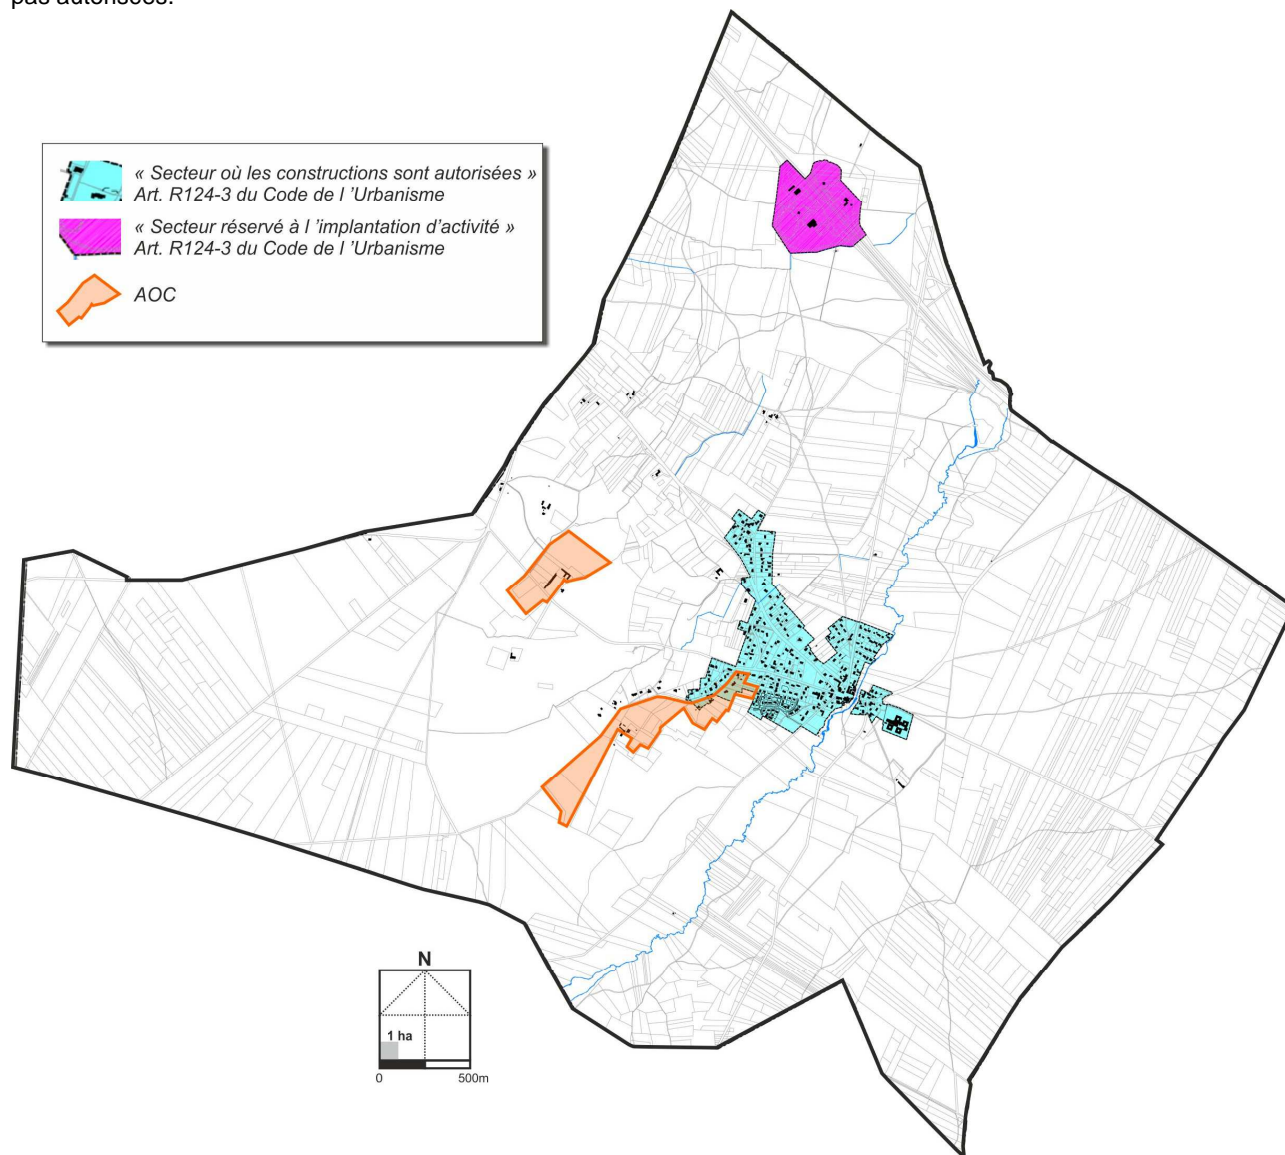 pas autorisées.
« Secteur où les constructions sont autorisées »
Art. R124-3 du Code de l 'Urbanisme
« Secteur réservé à l 'implantation d'activité »
Art. R124-3 du Code de l 'Urbanisme
AOC
N
1 ha
0 500m